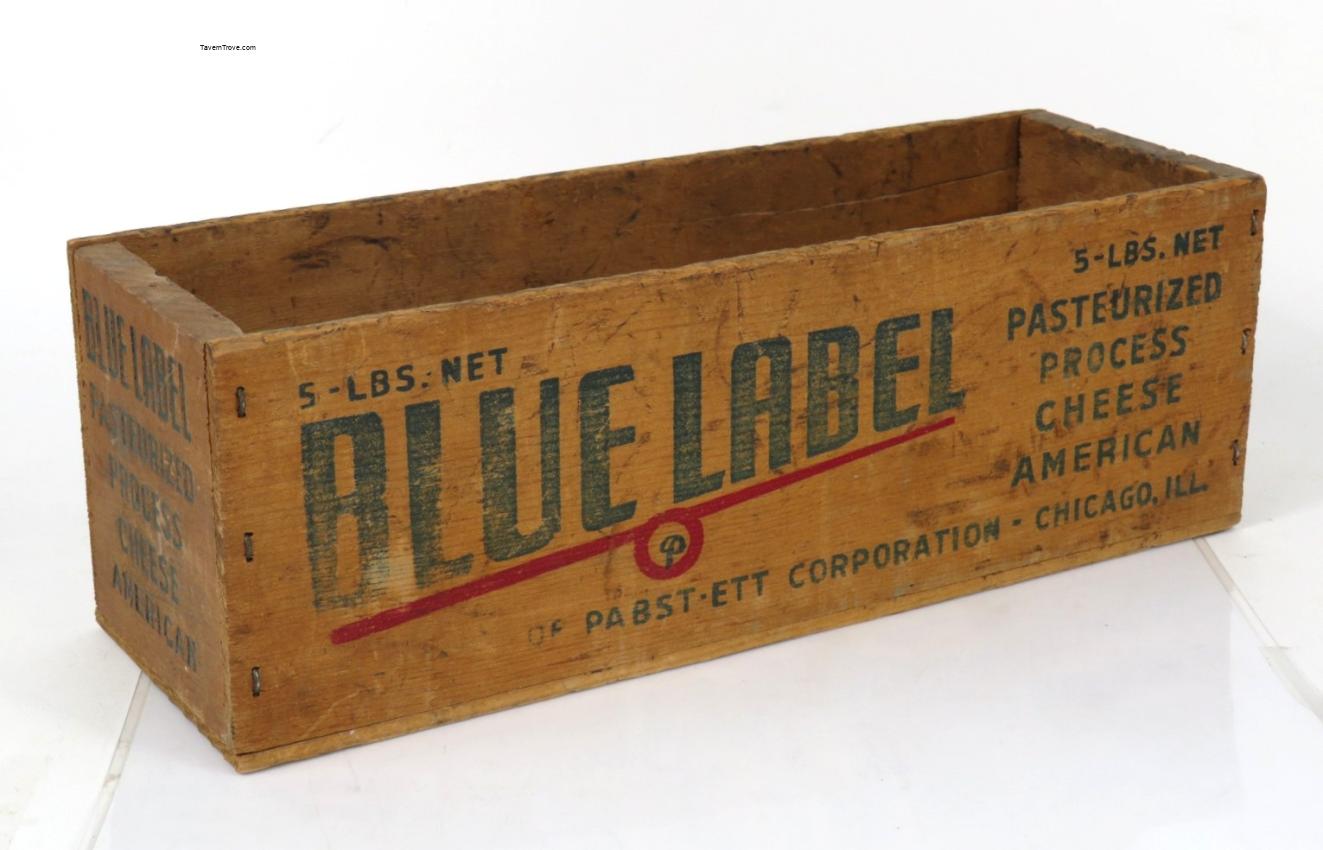 TavernTrove.com
BLUE LABEL
PASTEURIZED
PROCESS
CHEESE
AMERICAN
5-LBS. NET
BLUE LABEL
P
OF PABST-ETT CORPORATION - CHICAGO, ILL.
5-LBS. NET
PASTEURIZED
PROCESS
CHEESE
AMERICAN